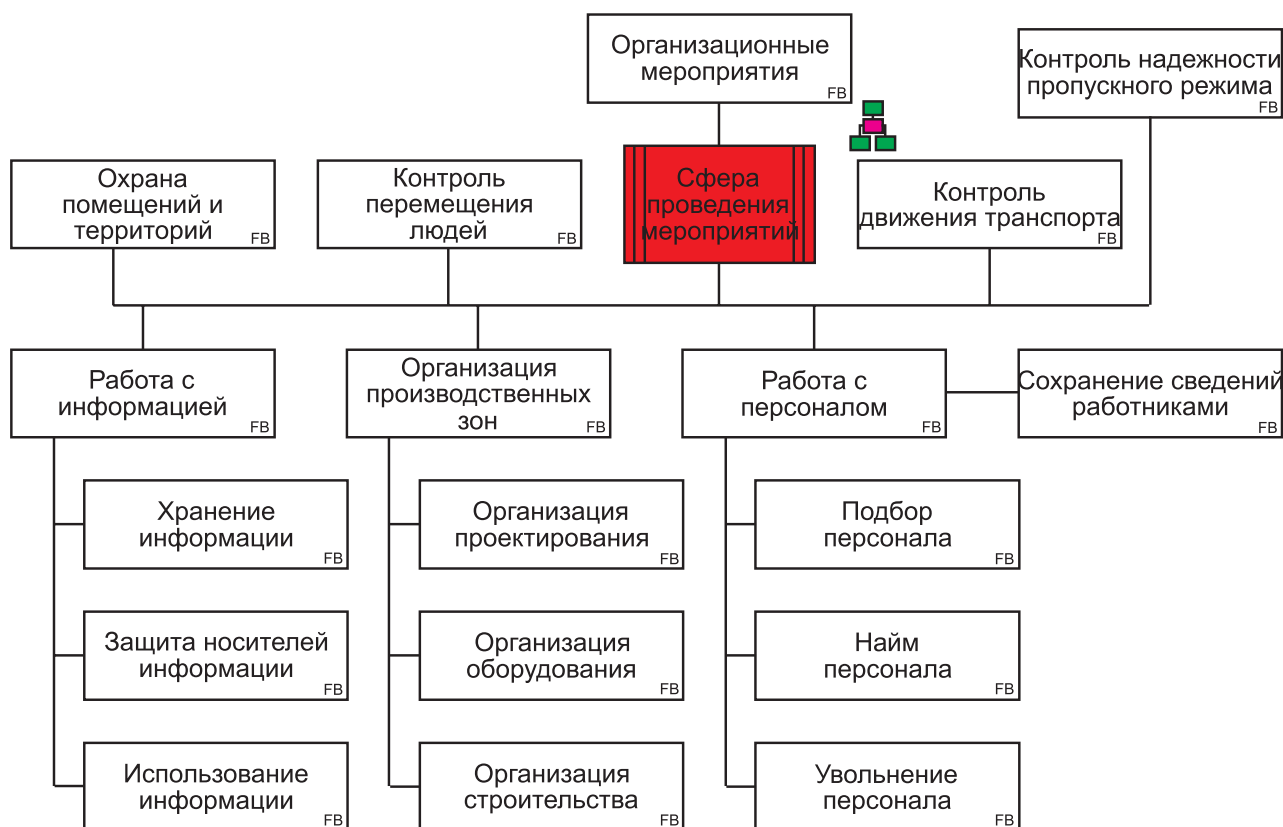 Организационные
мероприятия
FB
Контроль надежности
пропускного режима
FB
Охрана
помещений и
территорий
FB
Контроль
перемещения
людей
FB
Сфера
проведения
мероприятий
Контроль
движения транспорта
FB
Работа с
информацией
FB
Организация
производственных
зон
FB
Работа с
персоналом
FB
Сохранение сведений
работниками
FB
Хранение
информации
FB
Организация
проектирования
FB
Подбор
персонала
FB
Защита носителей
информации
FB
Организация
оборудования
FB
Найм
персонала
FB
Использование
информации
FB
Организация
строительства
FB
Увольнение
персонала
FB